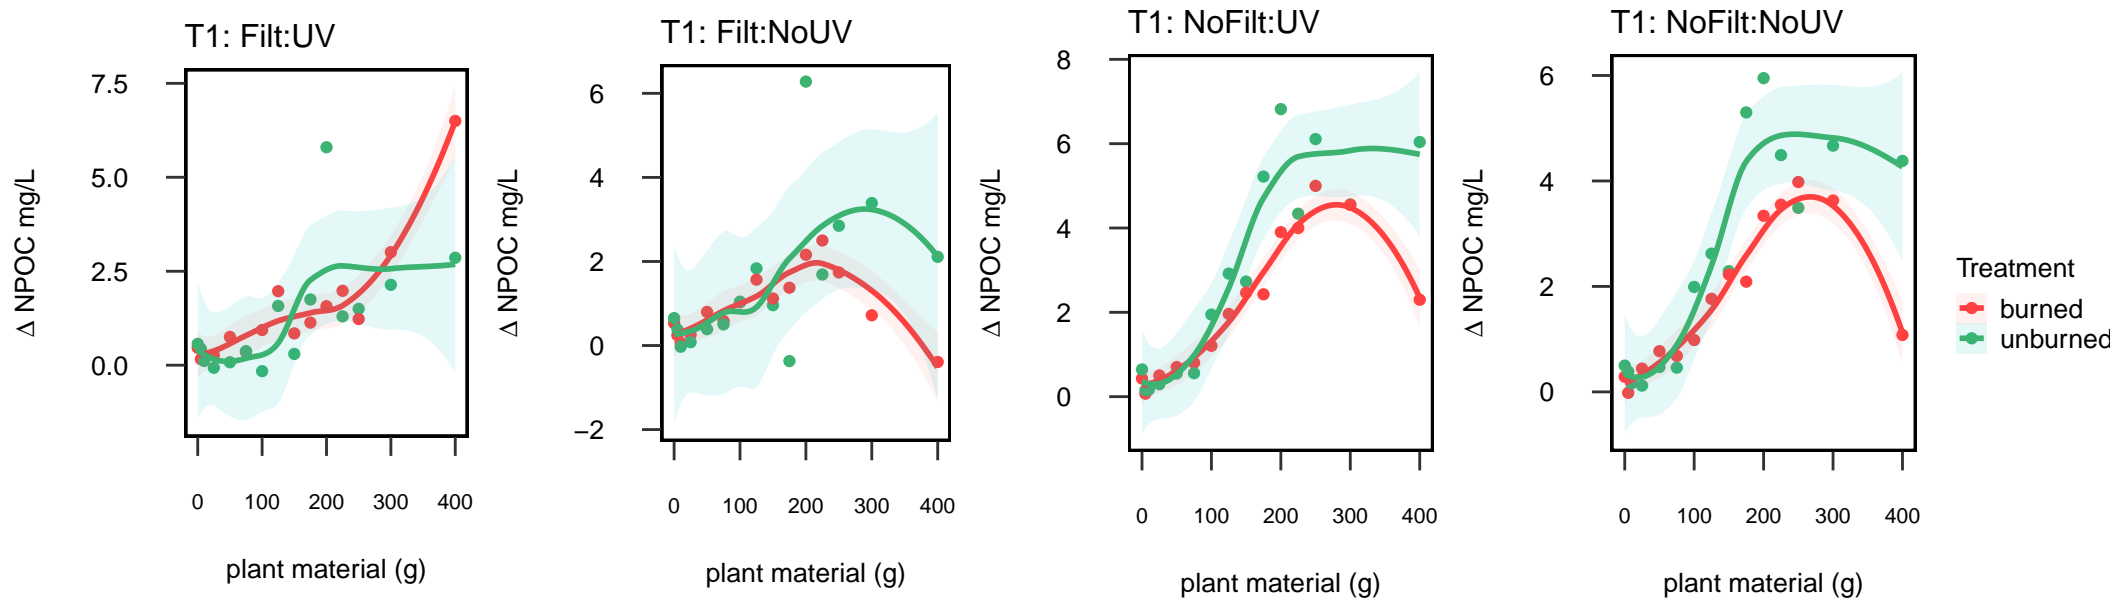 T1: Filt:UV
Δ NPOC mg/L
7.5
5.0
2.5
0.0
0 100 200 300 400
plant material (g)
T1: Filt:NoUV
Δ NPOC mg/L
6
4
2
0
−2
0 100 200 300 400
plant material (g)
T1: NoFilt:UV
Δ NPOC mg/L
8
6
4
2
0
0 100 200 300 400
plant material (g)
T1: NoFilt:NoUV
Δ NPOC mg/L
6
4
2
0
0 100 200 300 400
plant material (g)
Treatment
burned
unburned